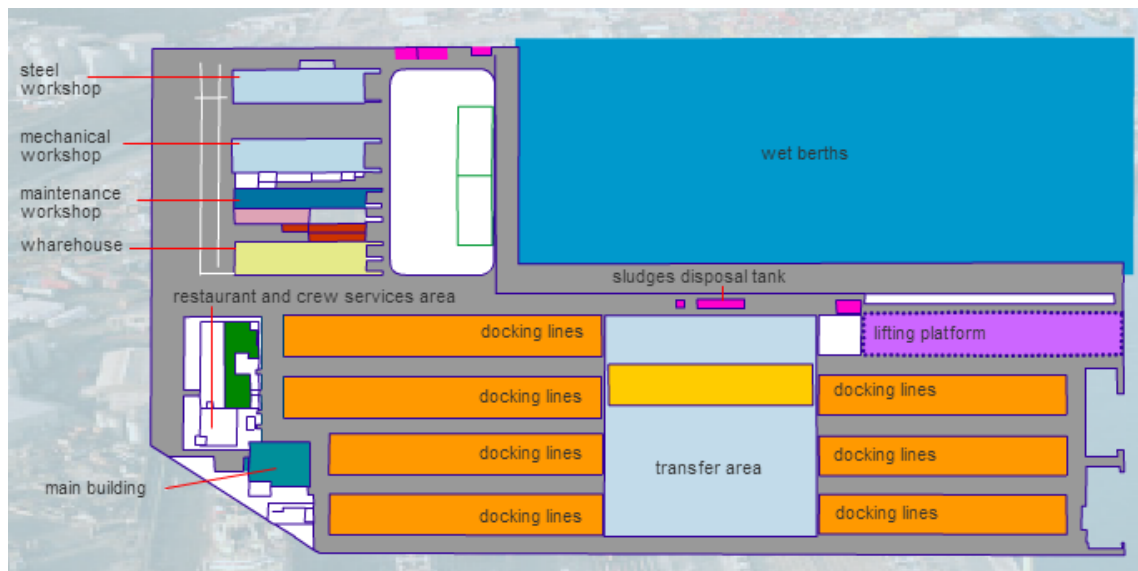 steel
workshop
mechanical
workshop
maintenance
workshop
wharehouse
wet berths
sludges disposal tank
restaurant and crew services area
docking lines
lifting platform
docking lines
docking lines
docking lines
docking lines
transfer area
main building
docking lines
docking lines